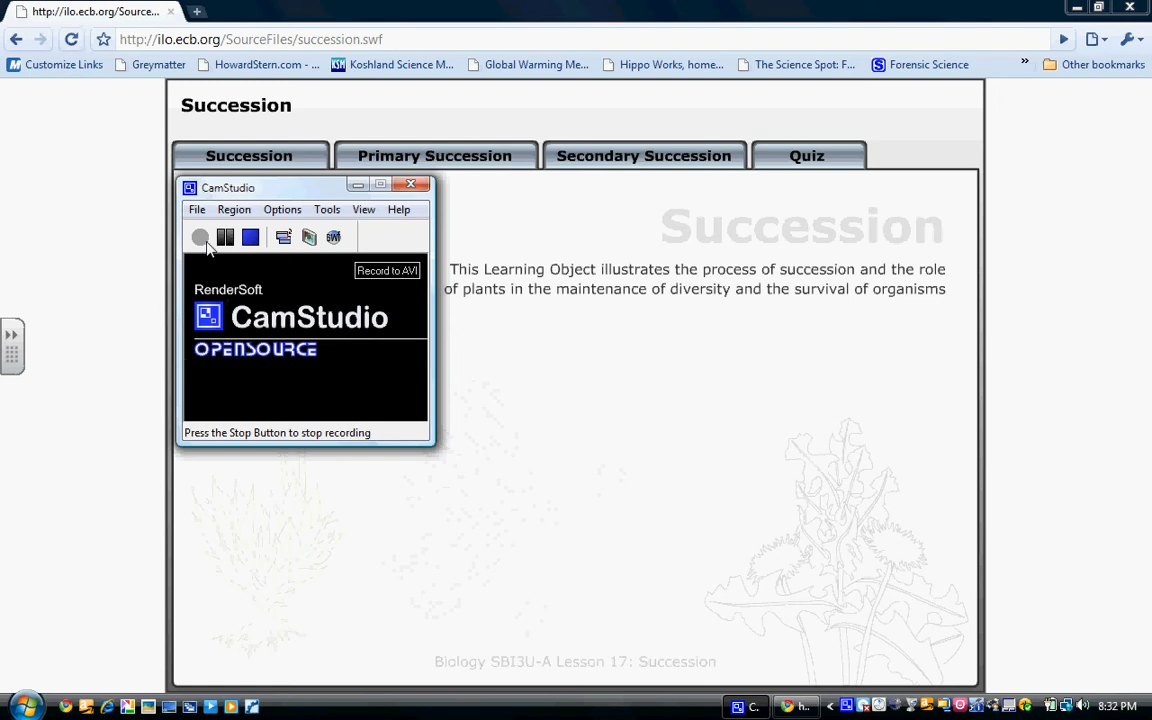 http://ilo.ecb.org/Source...
http://ilo.ecb.org/SourceFiles/succession.swf
Customize Links
Greymatter
HowardStern.com - ...
Koshland Science M...
Global Warming Me...
Hippo Works, home...
The Science Spot: F...
Forensic Science
»
Other bookmarks
Succession
Succession
Primary Succession
Secondary Succession
Quiz
CamStudio
File Region Options Tools View Help
Record to AVI
RenderSoft
CamStudio
OPENSOURCE
Press the Stop Button to stop recording
Succession
This Learning Object illustrates the process of succession and the role
of plants in the maintenance of diversity and the survival of organisms
Biology SBI3U-A Lesson 17: Succession
C.
h..
8:32 PM